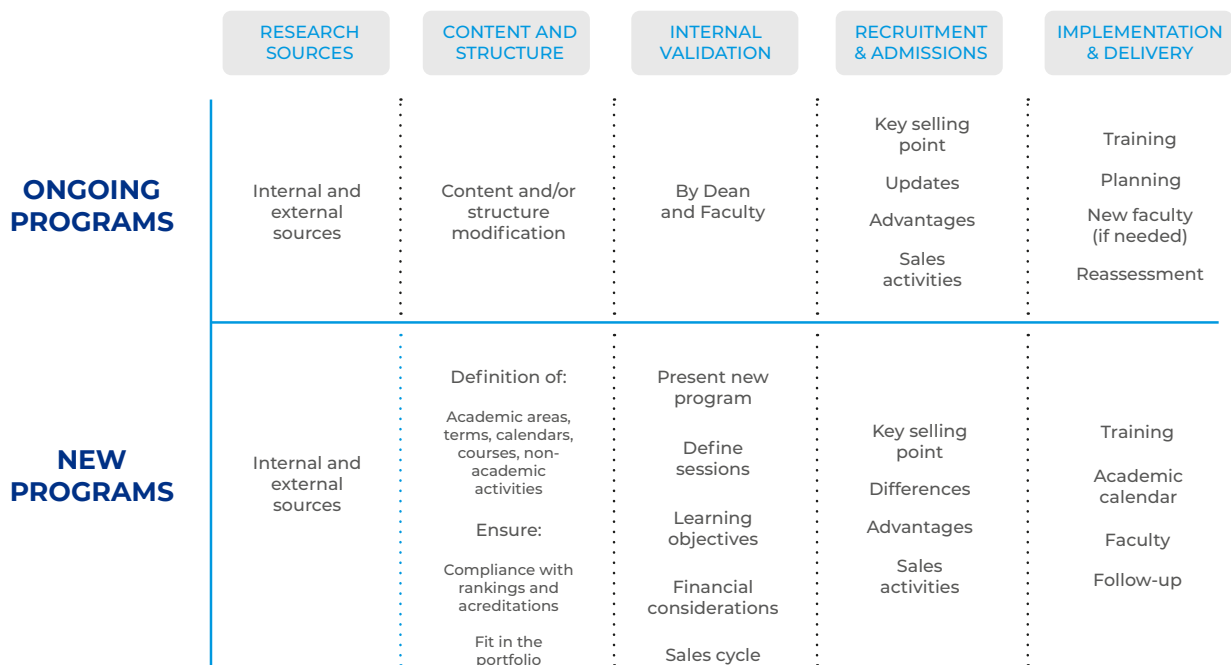 RESEARCH
SOURCES
CONTENT AND
STRUCTURE
INTERNAL
VALIDATION
RECRUITMENT
& ADMISSIONS
IMPLEMENTATION
& DELIVERY
ONGOING
PROGRAMS
Internal and
external
sources
Content and/or
structure
modification
By Dean
and Faculty
Key selling
point
Updates
Advantages
Sales
activities
Training
Planning
New faculty
(if needed)
Reassessment
NEW
PROGRAMS
Internal and
external
sources
Definition of:
Academic areas,
terms, calendars,
courses, non-
academic
activities
Ensure:
Compliance with
rankings and
acreditations
Fit in the
portfolio
Present new
program
Define
sessions
Learning
objectives
Financial
considerations
Sales cycle
Key selling
point
Differences
Advantages
Sales
activities
Training
Academic
calendar
Faculty
Follow-up